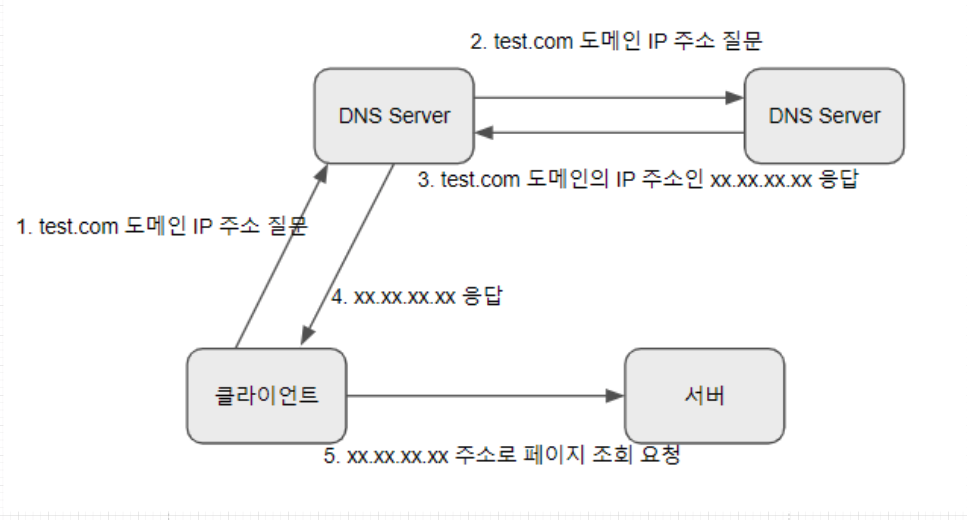 2. test.com 도메인 IP 주소 질문
DNS Server
DNS Server
3. test.com 도메인의 IP 주소인 xx.xx.xx.xx 응답
1. test.com 도메인 IP 주소 질문
4. xx.xx.xx.xx 응답
클라이언트
서버
5. xx.xx.xx.xx 주소로 페이지 조회 요청